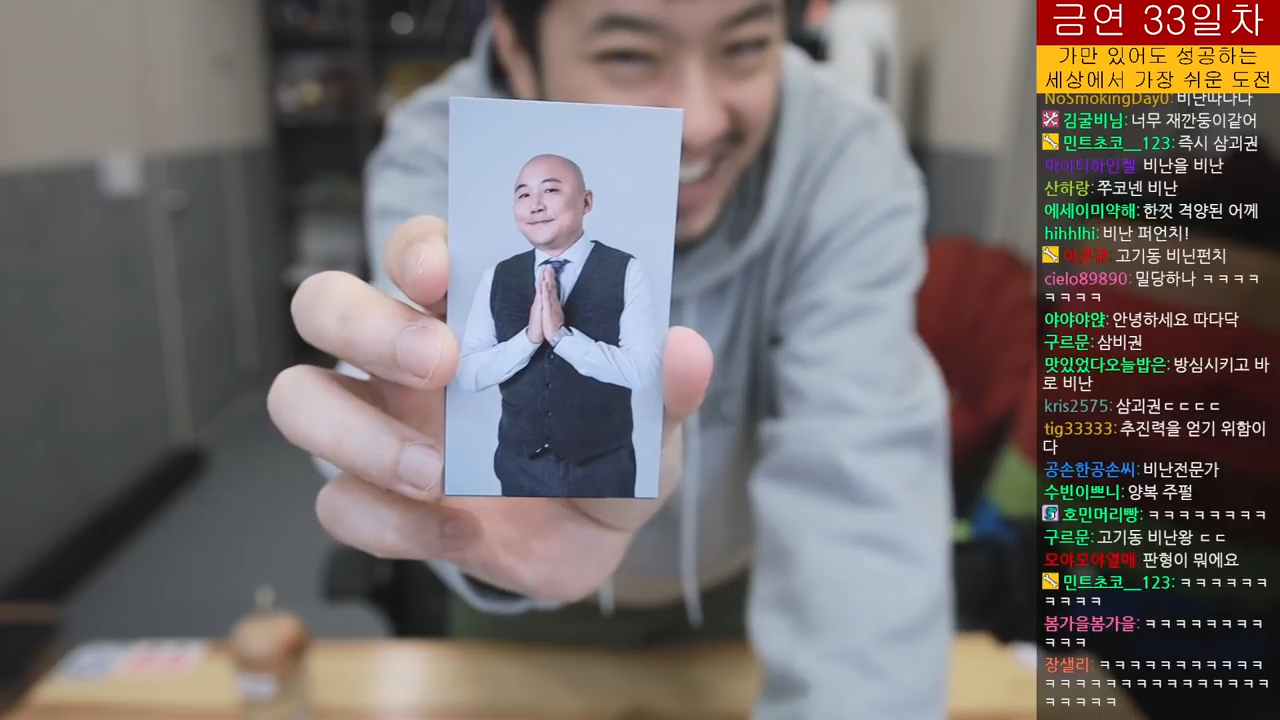 금연 33일차
가만 있어도 성공하는
세상에서 가장 쉬운 도전
NoSmokingDay0: 비난따나나
김굴비님: 너무 재깐둥이같어
민트초코__123: 즉시 삼괴권
마이티하인켈: 비난을 비난
산하랑: 쭈코넨 비난
에세이미약해: 한껏 격양된 어깨
hihhlhi: 비난 퍼언치!
고기동 비닌펀치
cielo89890: 밀당하나 ㅋㅋㅋㅋ
ㅋㅋㅋㅋ
야야야얁: 안녕하세요 따다닥
구르문: 삼비권
맛있었다오늘밥은: 방심시키고 바
로 비난
kris2575: 삼괴권ㄷㄷㄷㄷ
tig33333: 추진력을 얻기 위함이
다
공손한공손씨: 비난전문가
수빈이쁘니: 양복 주펄
호민머리빵: ㅋㅋㅋㅋㅋㅋㅋㅋ
구르문: 고기동 비난왕 ㄷㄷ
모야모야열매: 판형이 뭐에요
민트초코__123: ㅋㅋㅋㅋㅋㅋ
ㅋㅋㅋㅋ
봄가을봄가을: ㅋㅋㅋㅋㅋㅋㅋㅋ
ㅋㅋㅋ
장샐리: ㅋㅋㅋㅋㅋㅋㅋㅋㅋㅋㅋ
ㅋㅋㅋㅋㅋㅋㅋㅋㅋㅋㅋㅋㅋㅋㅋ
ㅋㅋㅋㅋㅋ